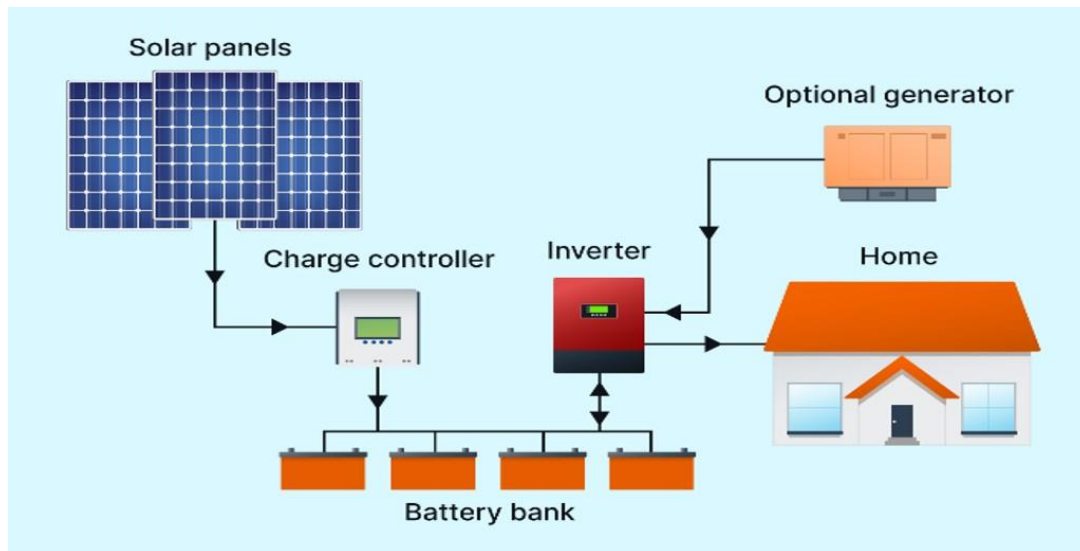 Solar panels
Optional generator
Charge controller
Inverter
Home
Battery bank